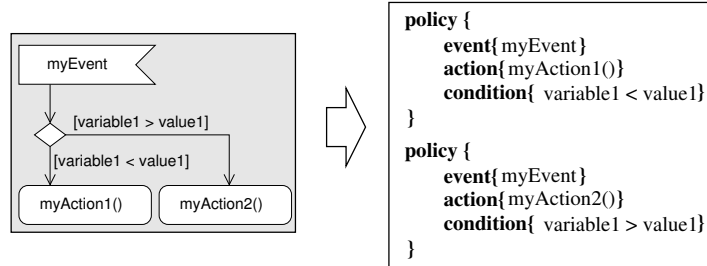 myEvent
[variable1 > value1]
[variable1 < value1]
myAction1()
myAction2()
policy {
event{myEvent}
action{myAction1()}
condition{ variable1 < value1}
}
policy {
event{myEvent}
action{myAction2()}
condition{ variable1 > value1}
}